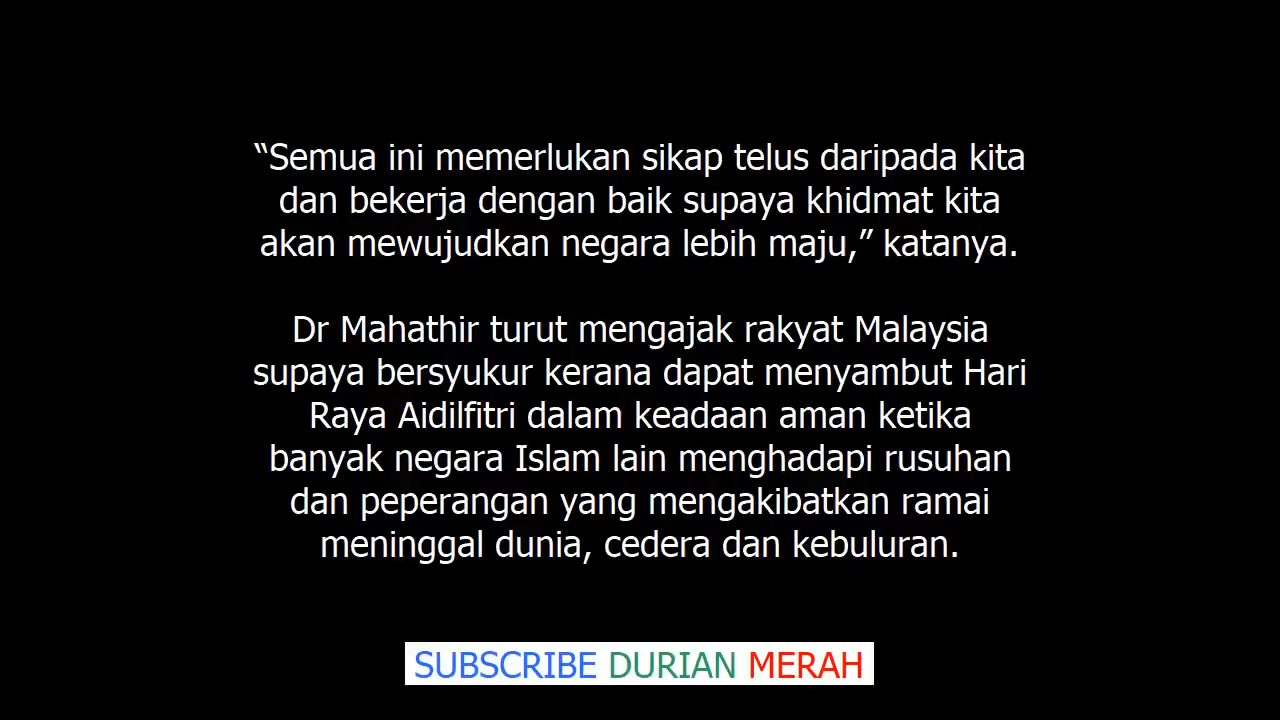 “Semua ini memerlukan sikap telus daripada kita
dan bekerja dengan baik supaya khidmat kita
akan mewujudkan negara lebih maju,” katanya.
Dr Mahathir turut mengajak rakyat Malaysia
supaya bersyukur kerana dapat menyambut Hari
Raya Aidilfitri dalam keadaan aman ketika
banyak negara Islam lain menghadapi rusuhan
dan peperangan yang mengakibatkan ramai
meninggal dunia, cedera dan kebuluran.
SUBSCRIBE DURIAN MERAH